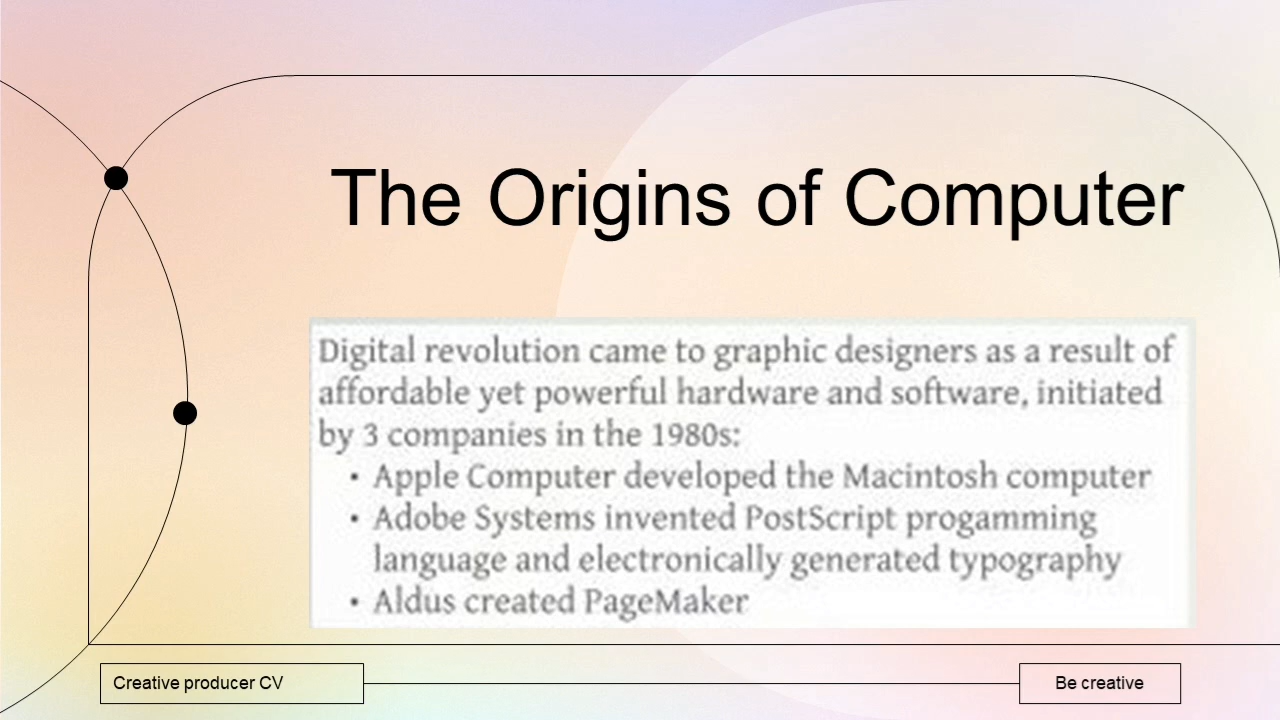 The Origins of Computer
Digital revolution came to graphic designers as a result of
affordable yet powerful hardware and software, initiated
by 3 companies in the 1980s:
• Apple Computer developed the Macintosh computer
• Adobe Systems invented PostScript progamming
language and electronically generated typography
• Aldus created PageMaker
Creative producer CV
Be creative